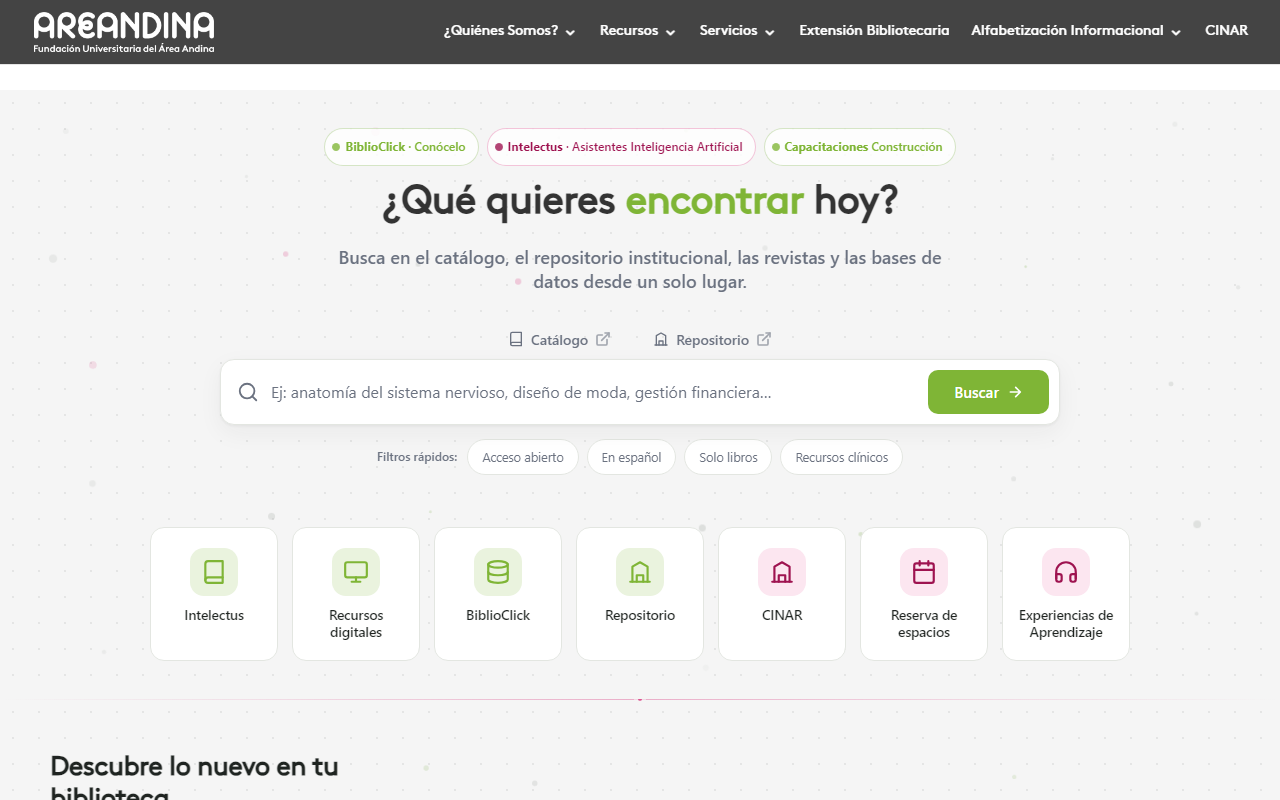 AREANDINA
Fundación Universitaria del Área Andina
¿Quiénes Somos?
Recursos
Servicios
Extensión Bibliotecaria
Alfabetización Informacional
CINAR
BiblioClick · Conócelo
Intelectus · Asistentes Inteligencia Artificial
Capacitaciones Construcción
¿Qué quieres encontrar hoy?
Busca en el catálogo, el repositorio institucional, las revistas y las bases de
datos desde un solo lugar.
Catálogo
Repositorio
Ej: anatomía del sistema nervioso, diseño de moda, gestión financiera...
Buscar
Filtros rápidos:
Acceso abierto
En español
Solo libros
Recursos clínicos
Intelectus
Recursos
digitales
BiblioClick
Repositorio
CINAR
Reserva de
espacios
Experiencias de
Aprendizaje
Descubre lo nuevo en tu
biblioteca